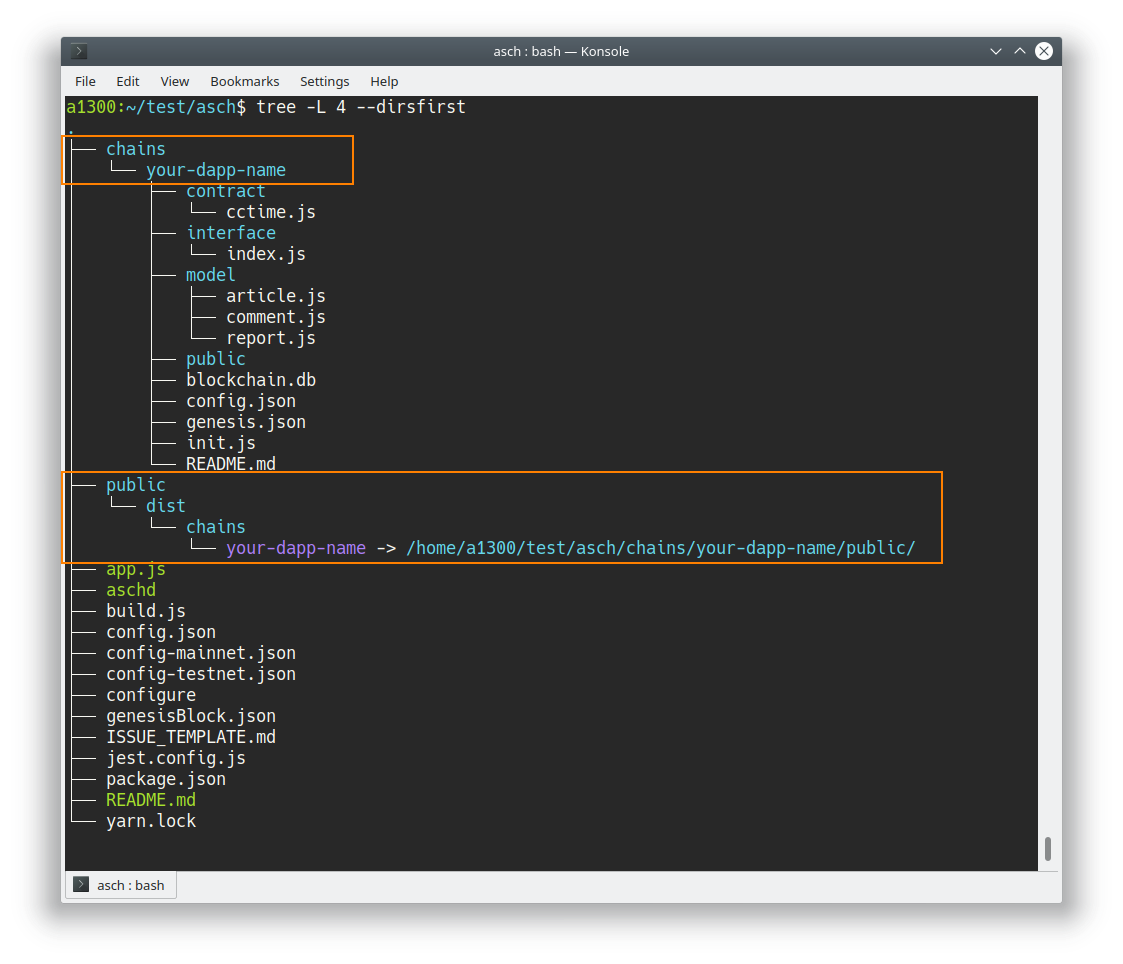 asch : bash — Konsole
File Edit View Bookmarks Settings Help
a1300:~/test/asch$ tree -L 4 --dirsfirst
.
├── chains
│   └── your-dapp-name
│       ├── contract
│       │   └── cctime.js
│       ├── interface
│       │   └── index.js
│       ├── model
│       │   ├── article.js
│       │   ├── comment.js
│       │   └── report.js
│       ├── public
│       ├── blockchain.db
│       ├── config.json
│       ├── genesis.json
│       ├── init.js
│       └── README.md
├── public
│   └── dist
│       └── chains
│           └── your-dapp-name -> /home/a1300/test/asch/chains/your-dapp-name/public/
├── app.js
├── aschd
├── build.js
├── config.json
├── config-mainnet.json
├── config-testnet.json
├── configure
├── genesisBlock.json
├── ISSUE_TEMPLATE.md
├── jest.config.js
├── package.json
├── README.md
└── yarn.lock
asch : bash